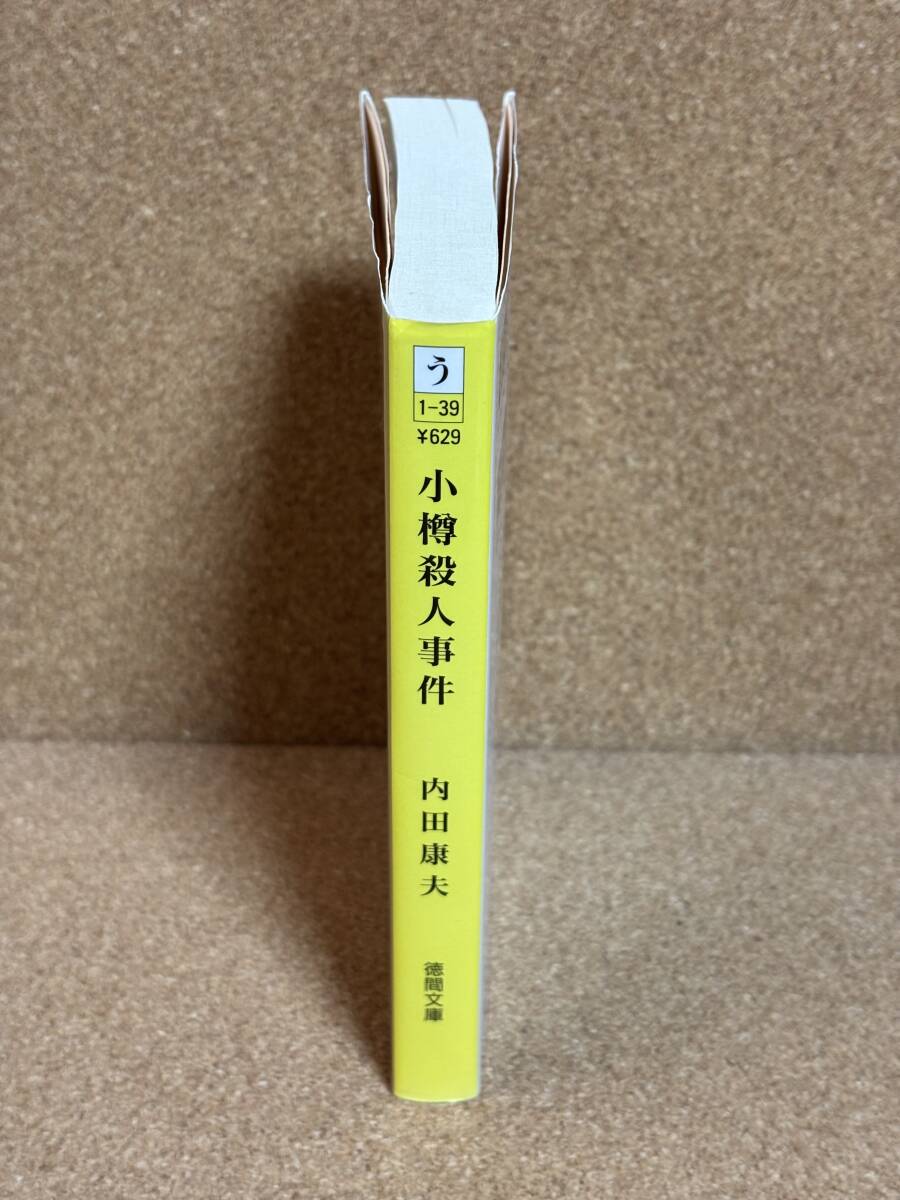 う
1-39
¥629
小樽殺人事件
内田康夫
徳間文庫